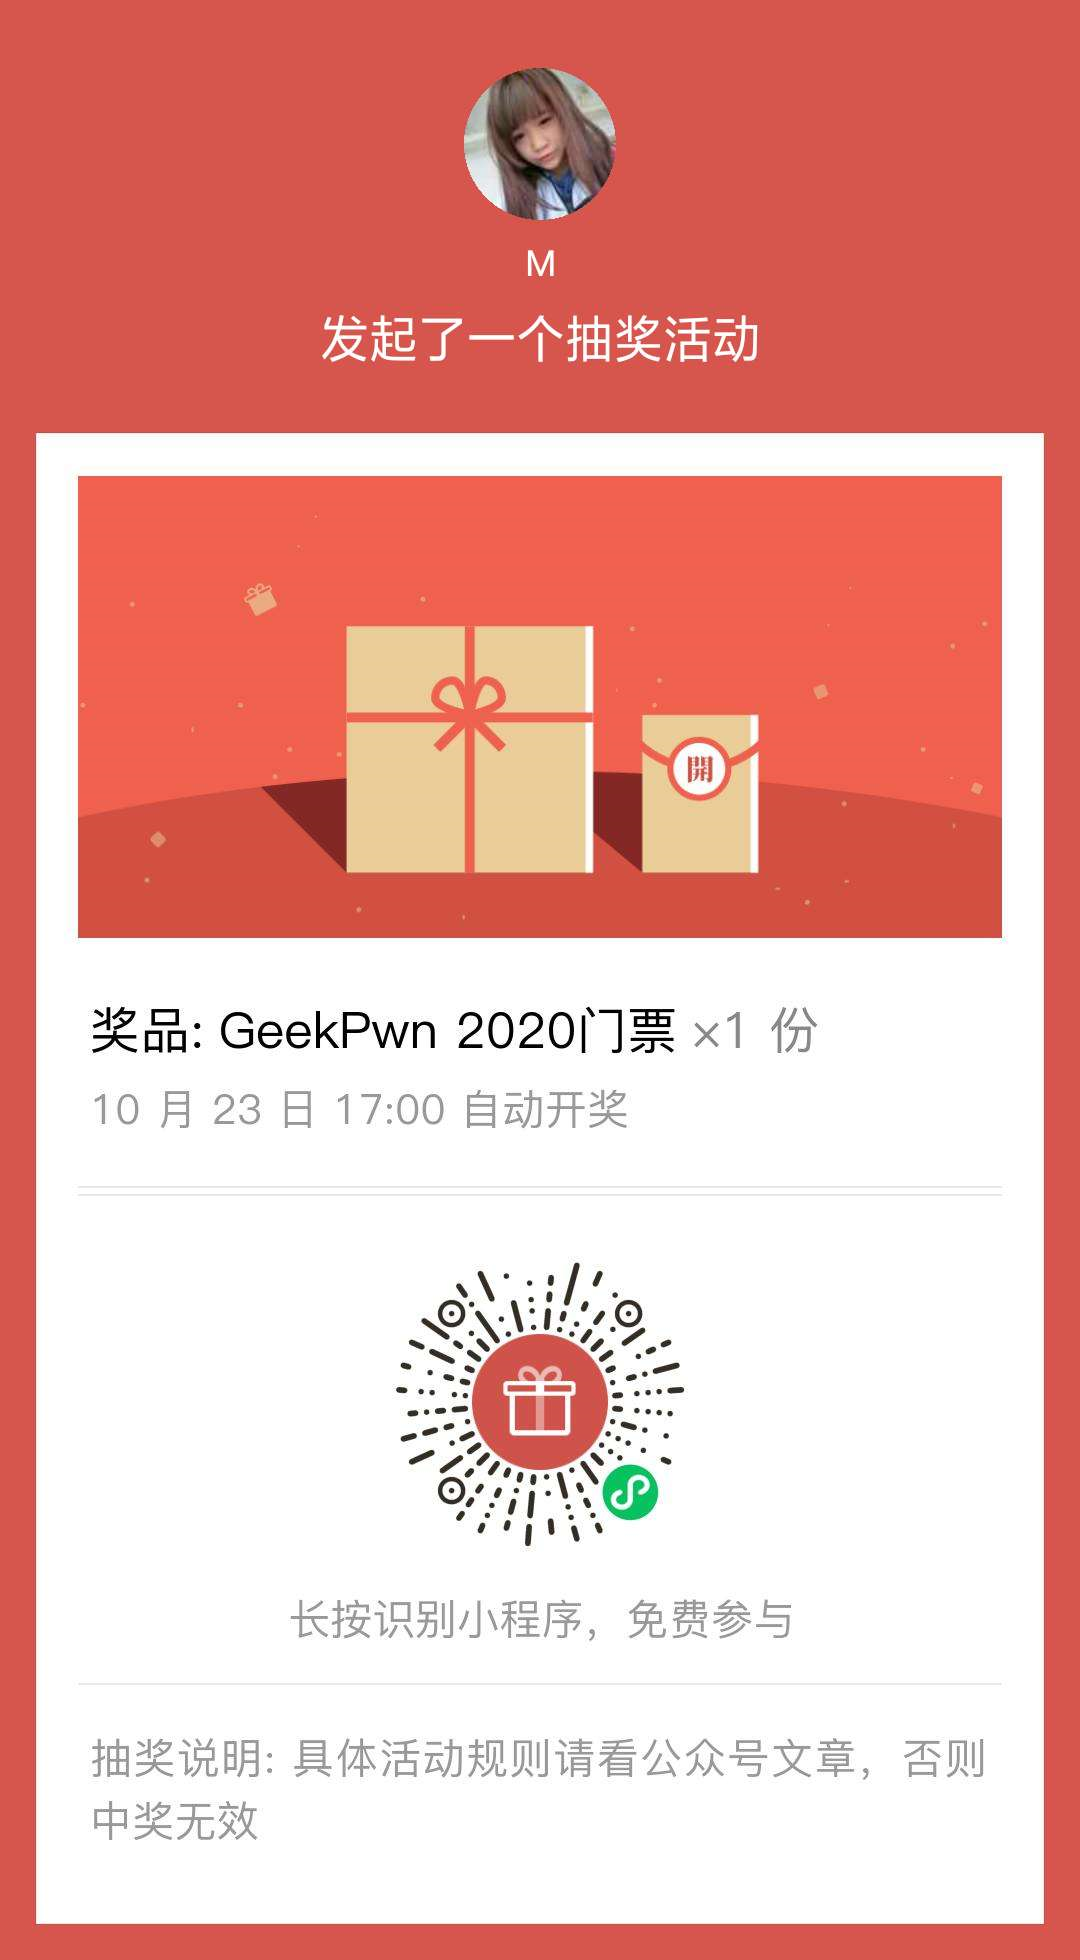 M
发起了一个抽奖活动
開
奖品: GeekPwn 2020门票 ×1 份
10 月 23 日 17:00 自动开奖
长按识别小程序，免费参与
抽奖说明: 具体活动规则请看公众号文章，否则
中奖无效